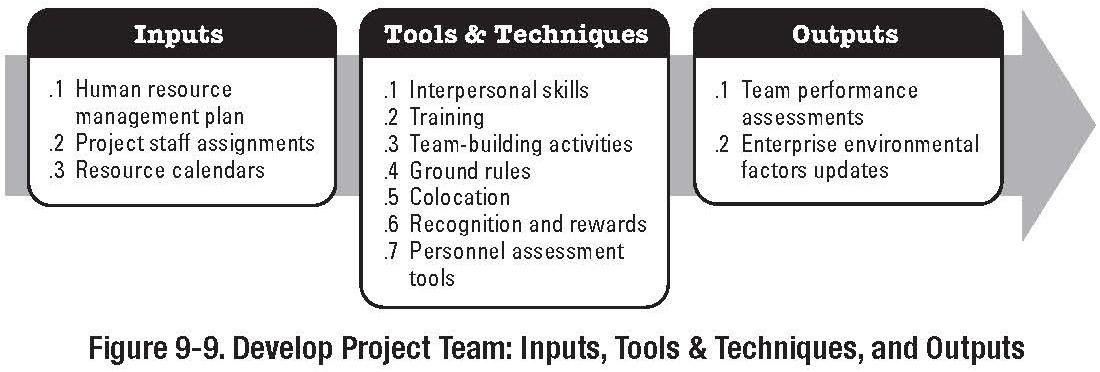 Inputs
.1 Human resource
management plan
.2 Project staff assignments
.3 Resource calendars
Tools & Techniques
.1 Interpersonal skills
.2 Training
.3 Team-building activities
.4 Ground rules
.5 Colocation
.6 Recognition and rewards
.7 Personnel assessment
tools
Outputs
.1 Team performance
assessments
.2 Enterprise environmental
factors updates
Figure 9-9. Develop Project Team: Inputs, Tools & Techniques, and Outputs